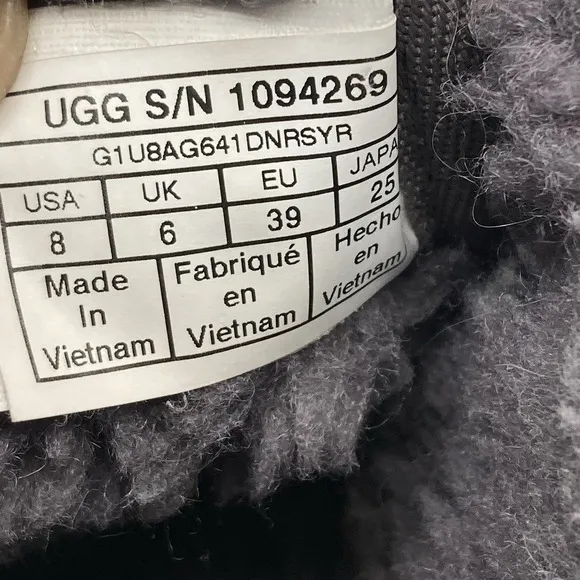 UGG S/N 1094269
G1U8AG641DNRSYR
USA UK EU JAPA
8 6 39 25
Made In Vietnam
Fabriqué en Vietnam
Hecho en Vietnam